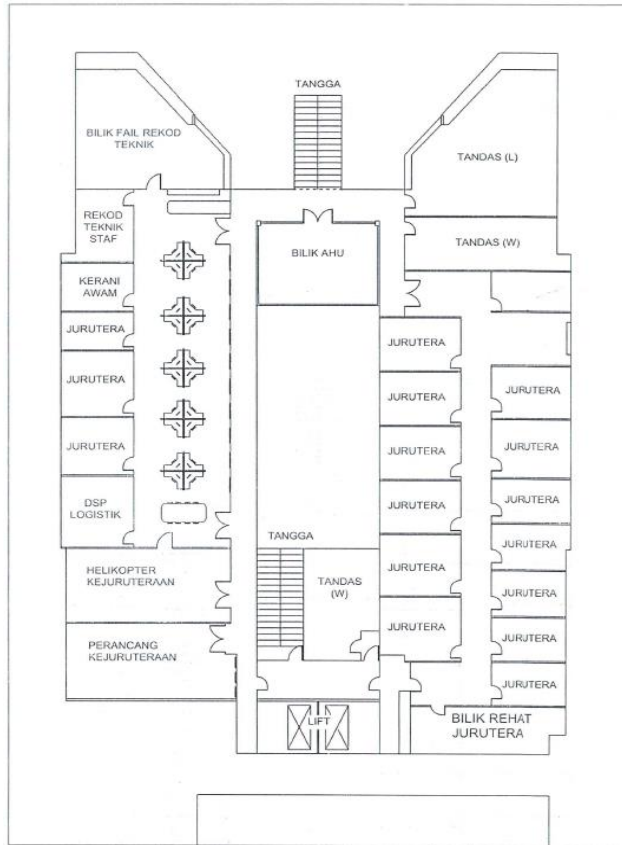 TANGGA
BILIK FAIL REKOD
TEKNIK
TANDAS (L)
REKOD
TEKNIK
STAF
BILIK AHU
TANDAS (W)
KERANI
AWAM
JURUTERA
JURUTERA
JURUTERA
DSP
LOGISTIK
HELIKOPTER
KEJURUTERAAN
PERANCANG
KEJURUTERAAN
TANGGA
TANDAS
(W)
LIFT
JURUTERA
JURUTERA
JURUTERA
JURUTERA
JURUTERA
JURUTERA
JURUTERA
JURUTERA
JURUTERA
JURUTERA
JURUTERA
JURUTERA
JURUTERA
BILIK REHAT
JURUTERA